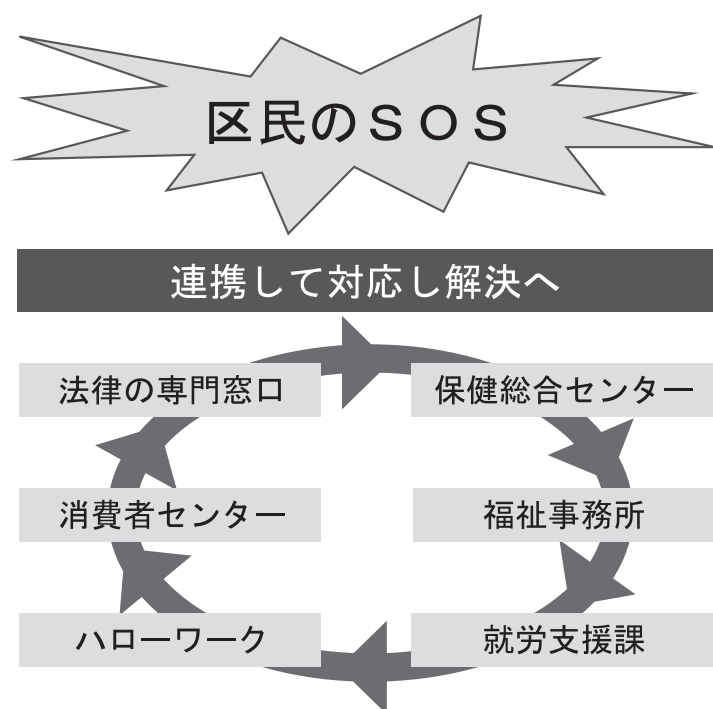 区民のＳＯＳ
連携して対応し解決へ
法律の専門窓口
保健総合センター
消費者センター
福祉事務所
ハローワーク
就労支援課